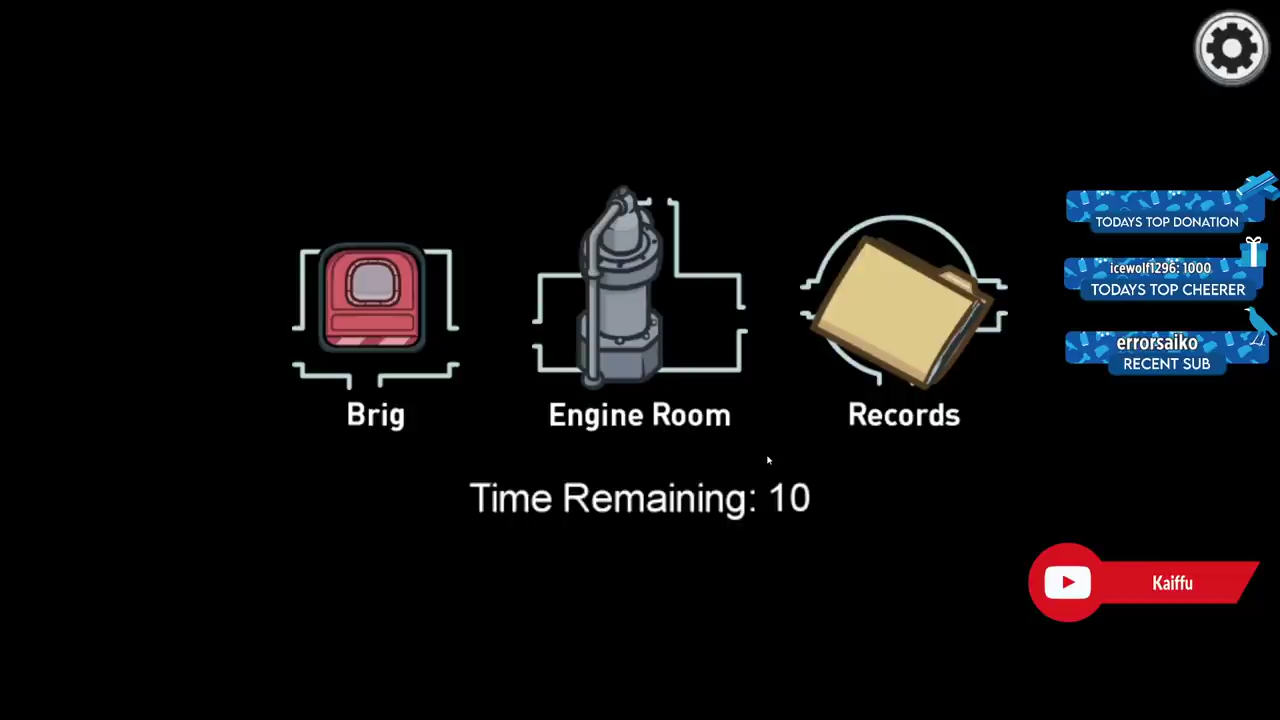 TODAYS TOP DONATION
icewolf1296: 1000
TODAYS TOP CHEERER
errorsaiko
RECENT SUB
Brig
Engine Room
Records
Time Remaining: 10
Kaiffu